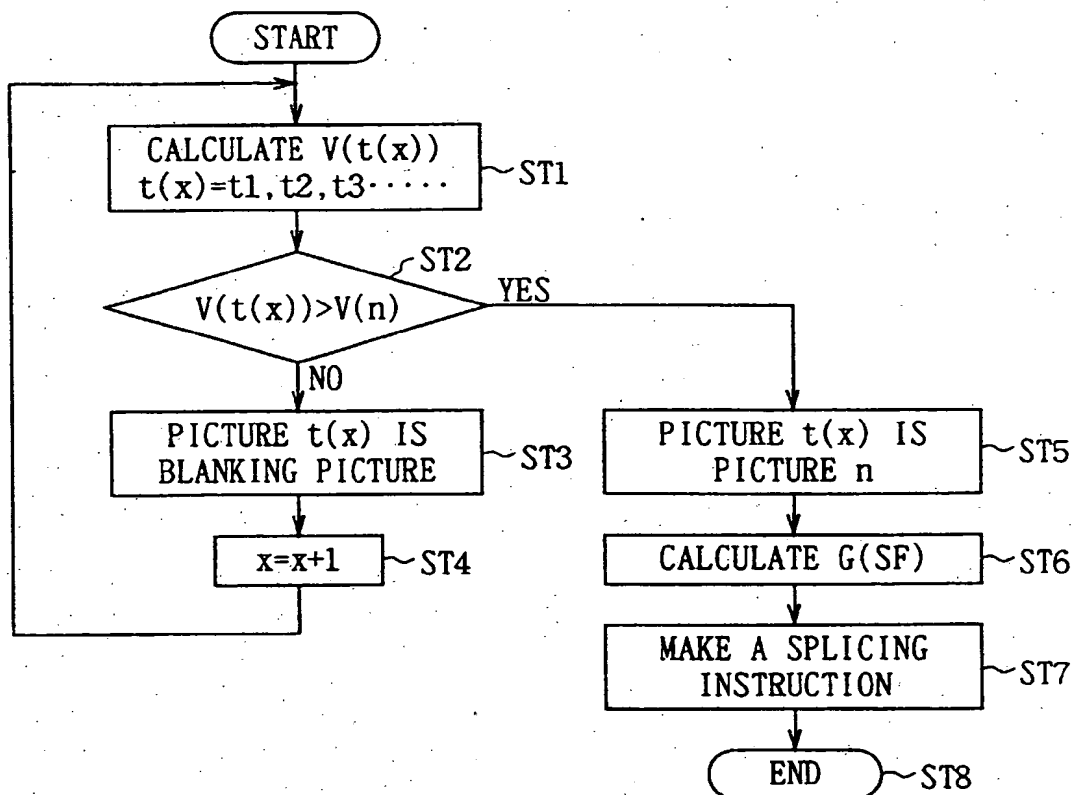 START
CALCULATE V(t(x))
t(x)=t1,t2,t3·····
ST1
ST2
V(t(x))>V(n)
YES
NO
PICTURE t(x) IS
BLANKING PICTURE
ST3
x=x+1
ST4
PICTURE t(x) IS
PICTURE n
ST5
CALCULATE G(SF)
ST6
MAKE A SPLICING
INSTRUCTION
ST7
END
ST8